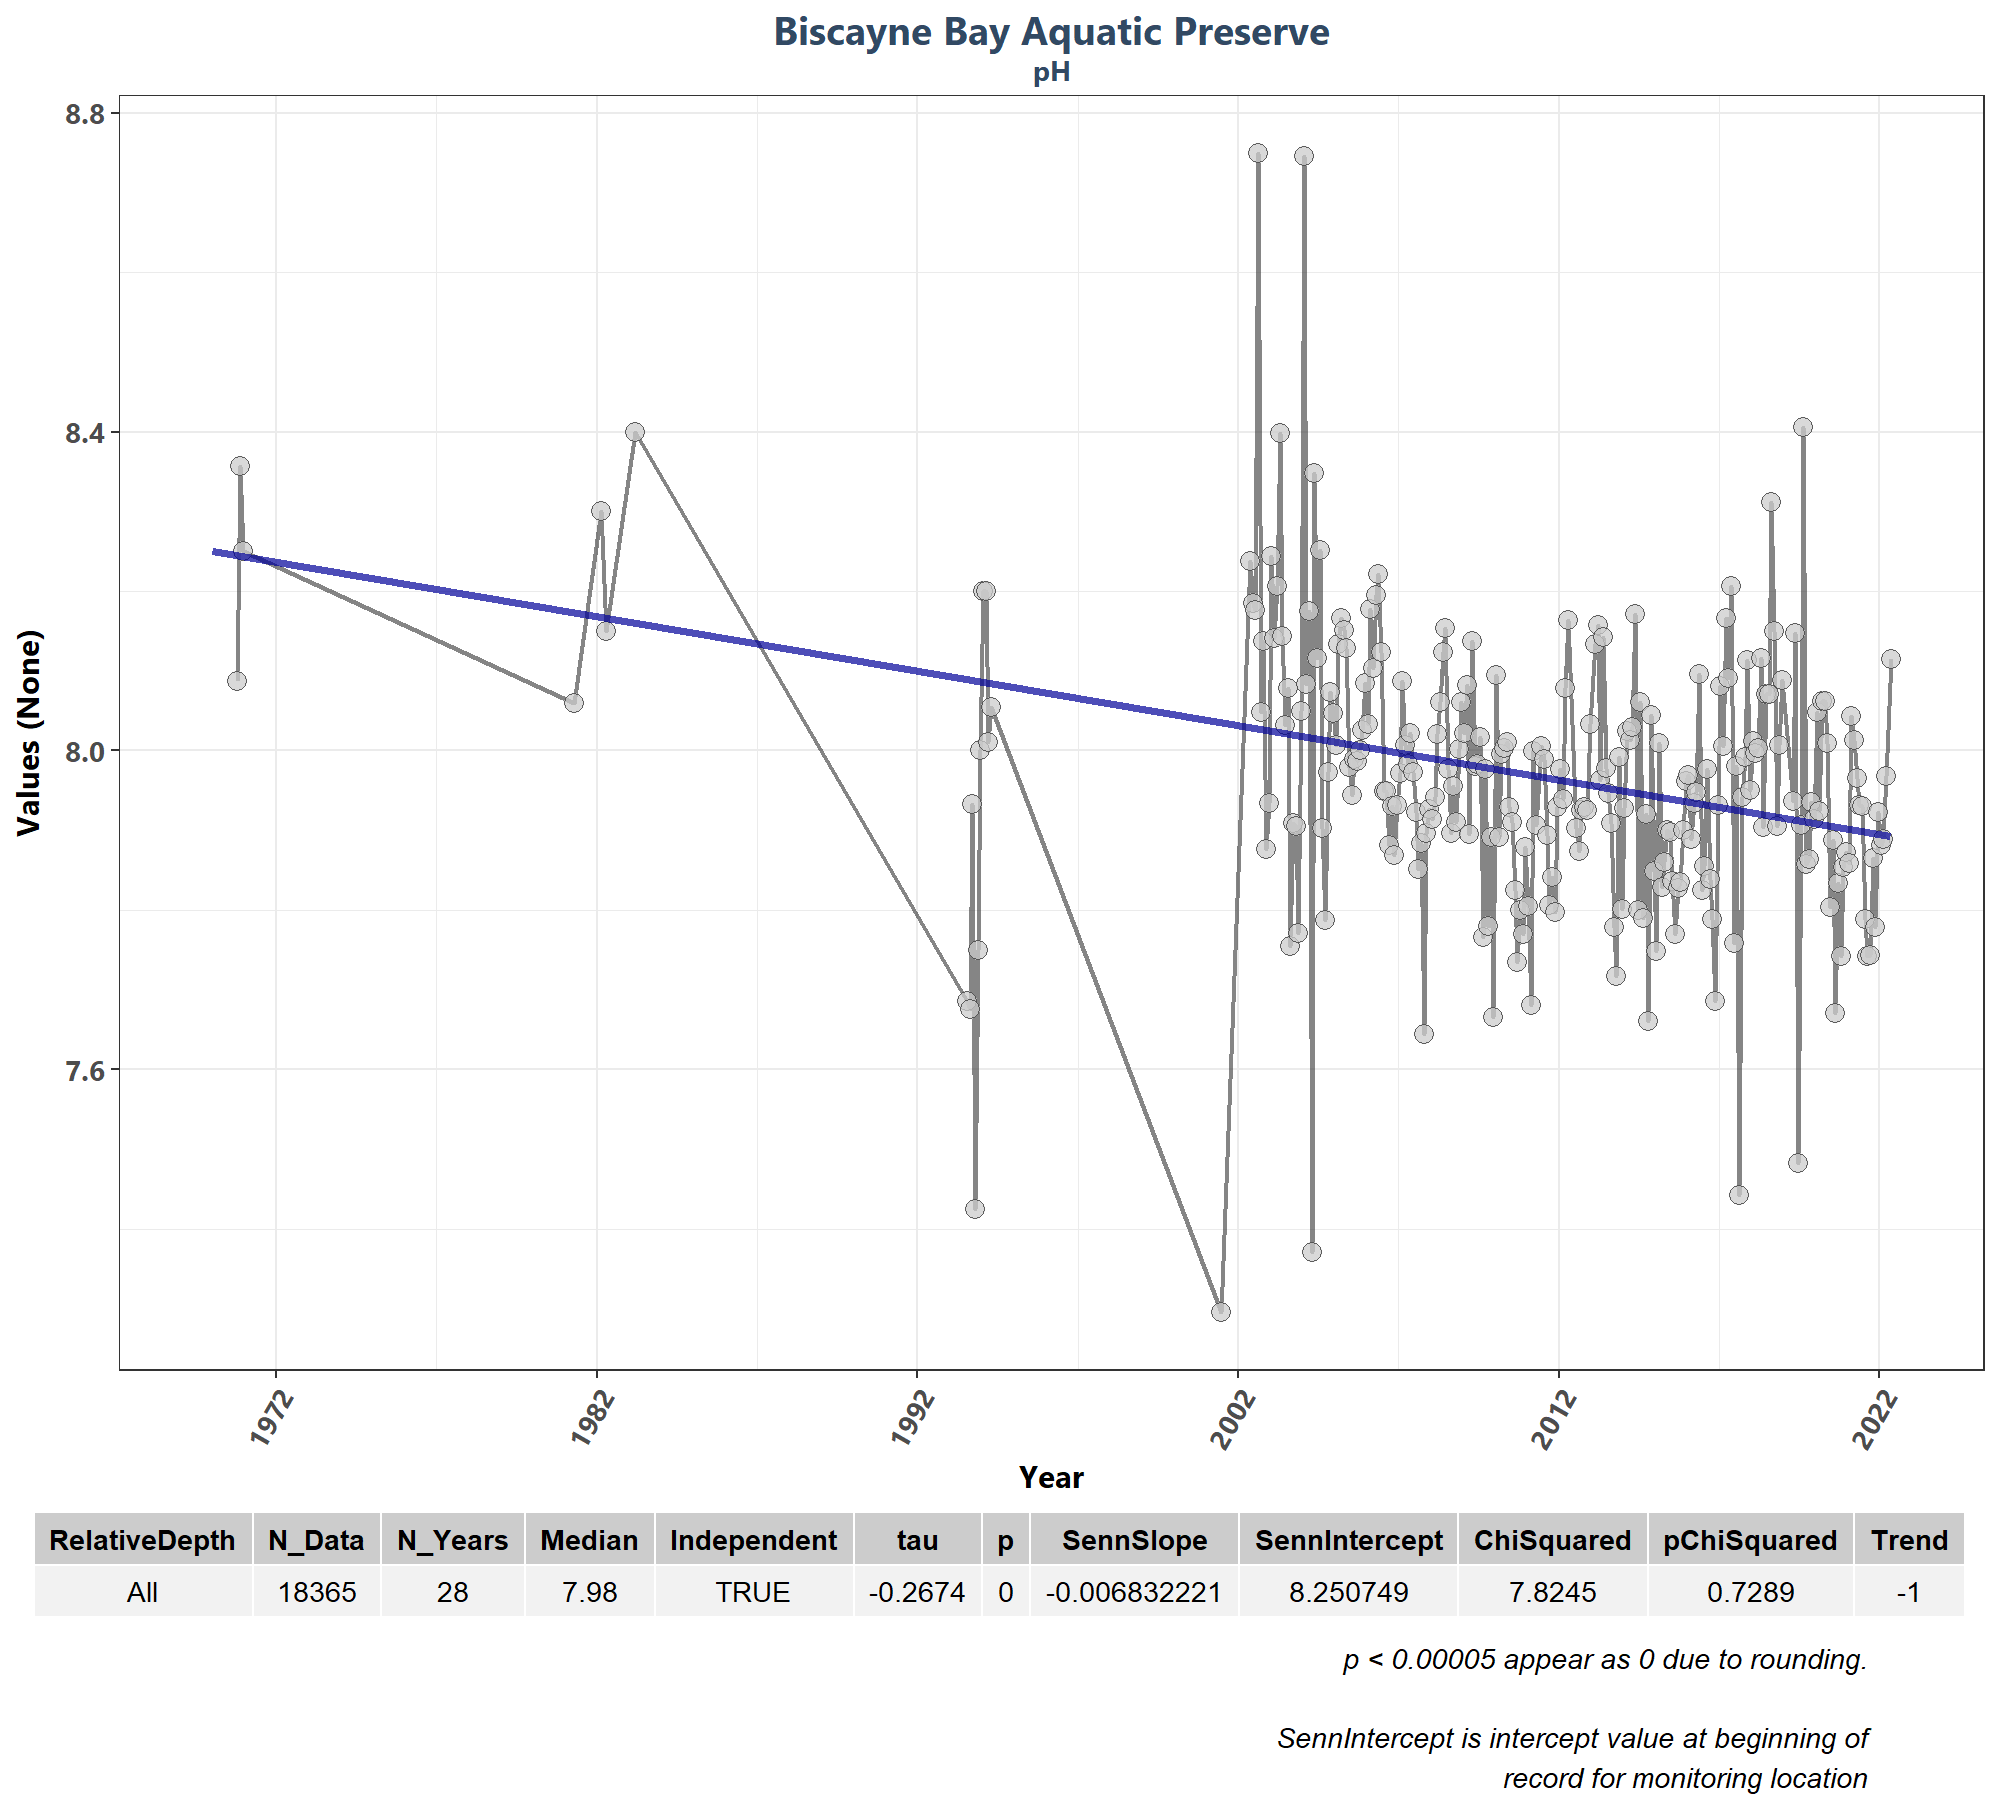 Biscayne Bay Aquatic Preserve
pH
8.8
8.4
8.0
7.6
Values (None)
1972
1982
1992
2002
2012
2022
Year
RelativeDepth N_Data N_Years Median Independent tau p SennSlope SennIntercept ChiSquared pChiSquared Trend
All 18365 28 7.98 TRUE -0.2674 0 -0.006832221 8.250749 7.8245 0.7289 -1
p < 0.00005 appear as 0 due to rounding.
SennIntercept is intercept value at beginning of
record for monitoring location